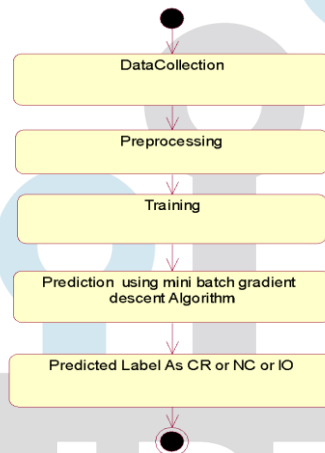 DataCollection
Preprocessing
Training
Prediction using mini batch gradient
descent Algorithm
Predicted Label As CR or NC or IO